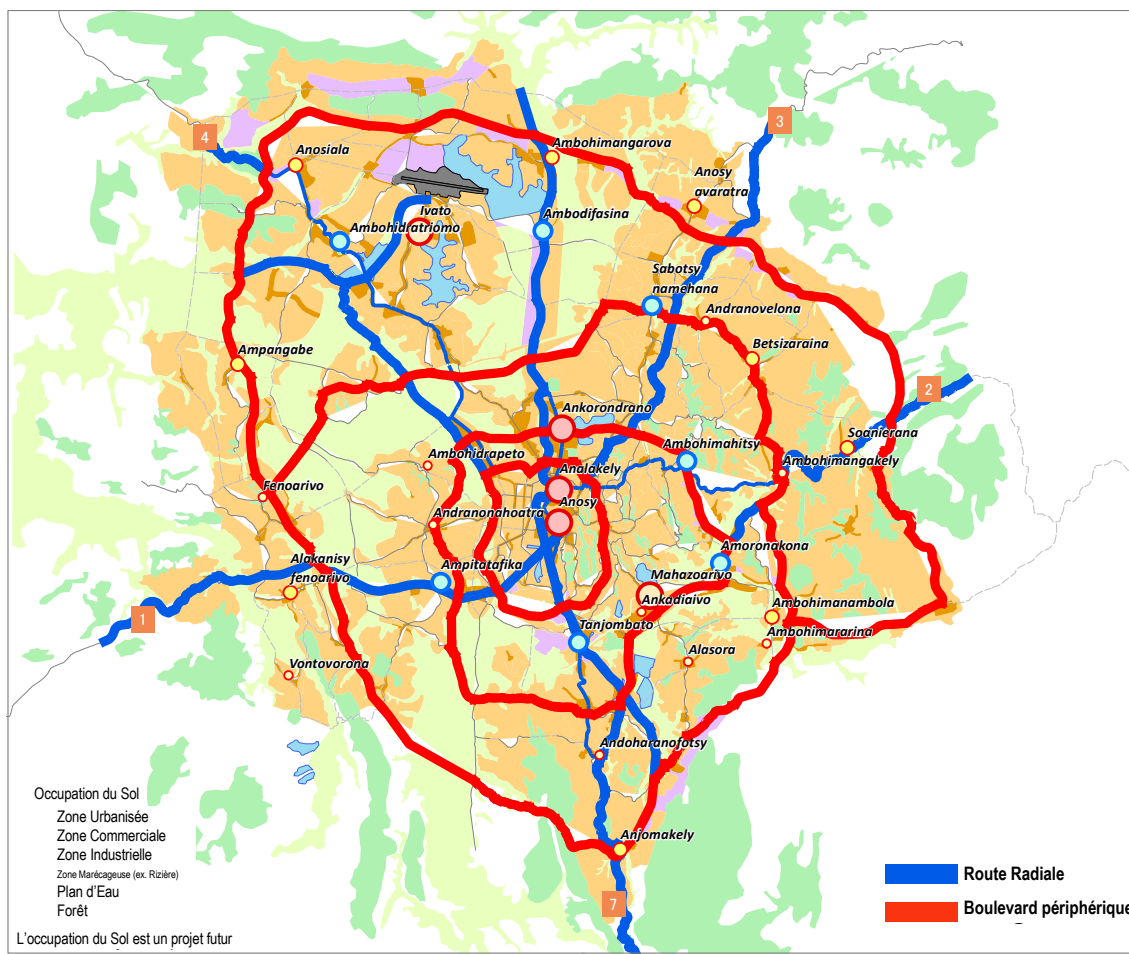 3
4
Ambohimangarova
Anosiala
Anosy
avaratra
Ivato
Ambodifasina
Ambohidratriomo
Sabotsy
namehana
Andranovelona
Betsizaraina
Ampangabe
2
Ankorondrano
Soanierana
Ambohimahitsy
Ambohidrapeto
Ambohimangakely
Analakely
Fenoarivo
Anosy
Andranonahoatra
Amoronakona
Alakanisy
fenoarivo
Ampitatafika
Mahazoarivo
Ankadiaivo
Ambohimanambola
1
Tanjombato
Ambohimararina
Alasora
Vontovorona
Andoharanofotsy
Occupation du Sol
Zone Urbanisée
Zone Commerciale
Zone Industrielle
Zone Marécageuse (ex. Rizière)
Plan d'Eau
Forêt
L'occupation du Sol est un projet futur
Anjomakely
7
Route Radiale
Boulevard périphérique